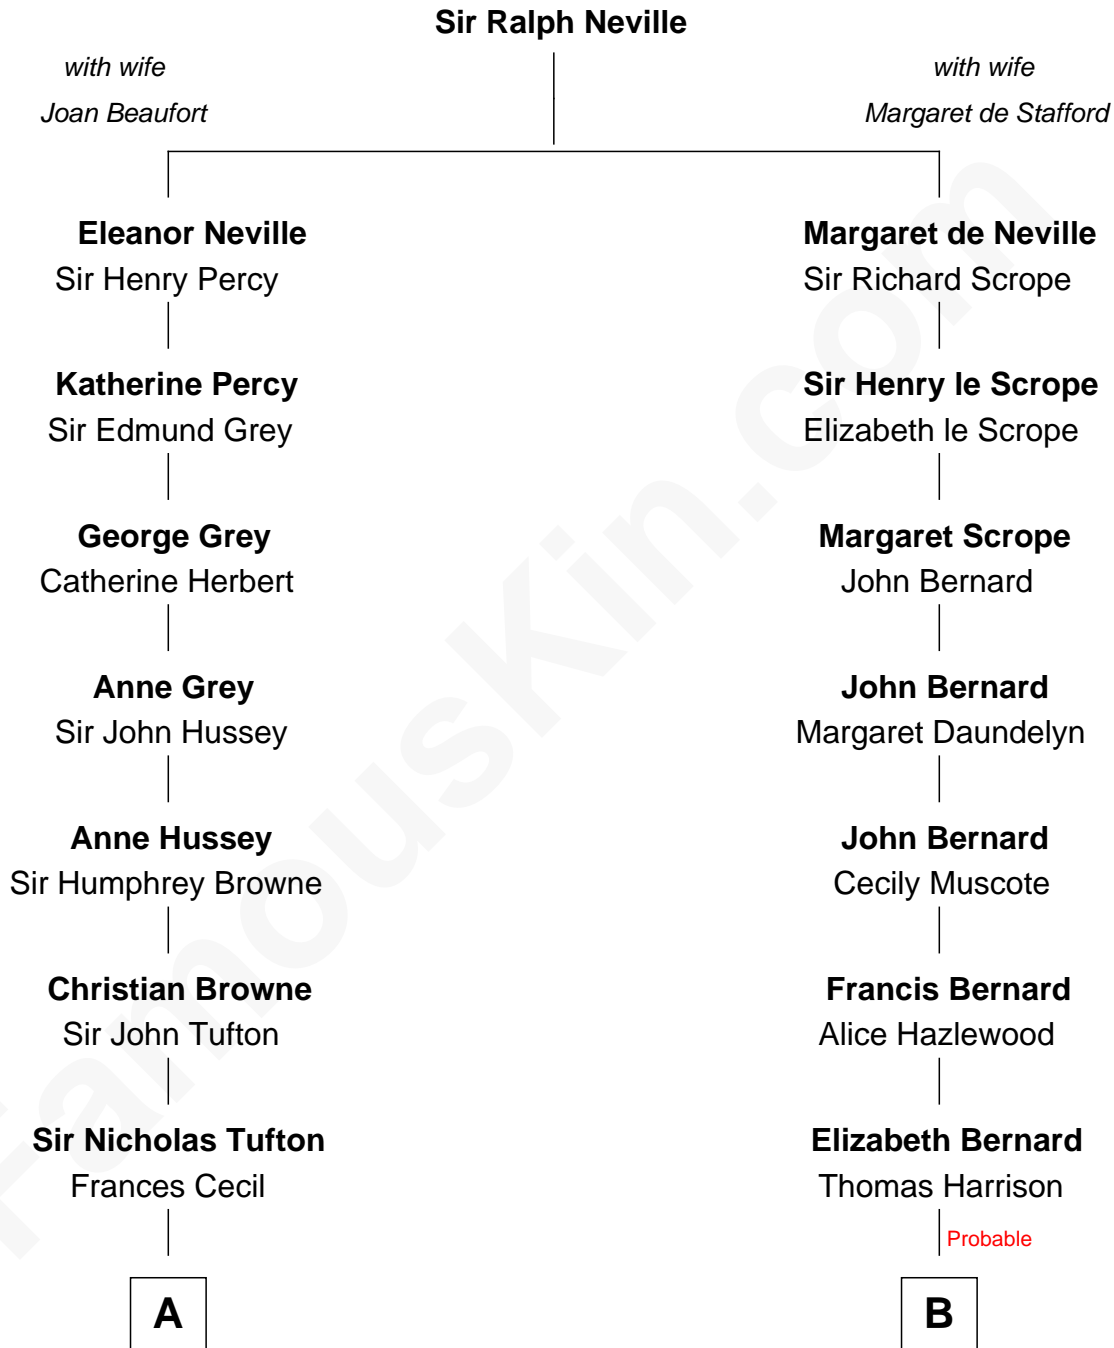 Sir Ralph Neville
with wife
Joan Beaufort
with wife
Margaret de Stafford
Eleanor Neville
Sir Henry Percy
Margaret de Neville
Sir Richard Scrope
Katherine Percy
Sir Edmund Grey
Sir Henry le Scrope
Elizabeth le Scrope
George Grey
Catherine Herbert
Margaret Scrope
John Bernard
Anne Grey
Sir John Hussey
John Bernard
Margaret Daundelyn
Anne Hussey
Sir Humphrey Browne
John Bernard
Cecily Muscote
Christian Browne
Sir John Tufton
Francis Bernard
Alice Hazlewood
Sir Nicholas Tufton
Frances Cecil
Elizabeth Bernard
Thomas Harrison
Probable
A
B
FamousKin.com